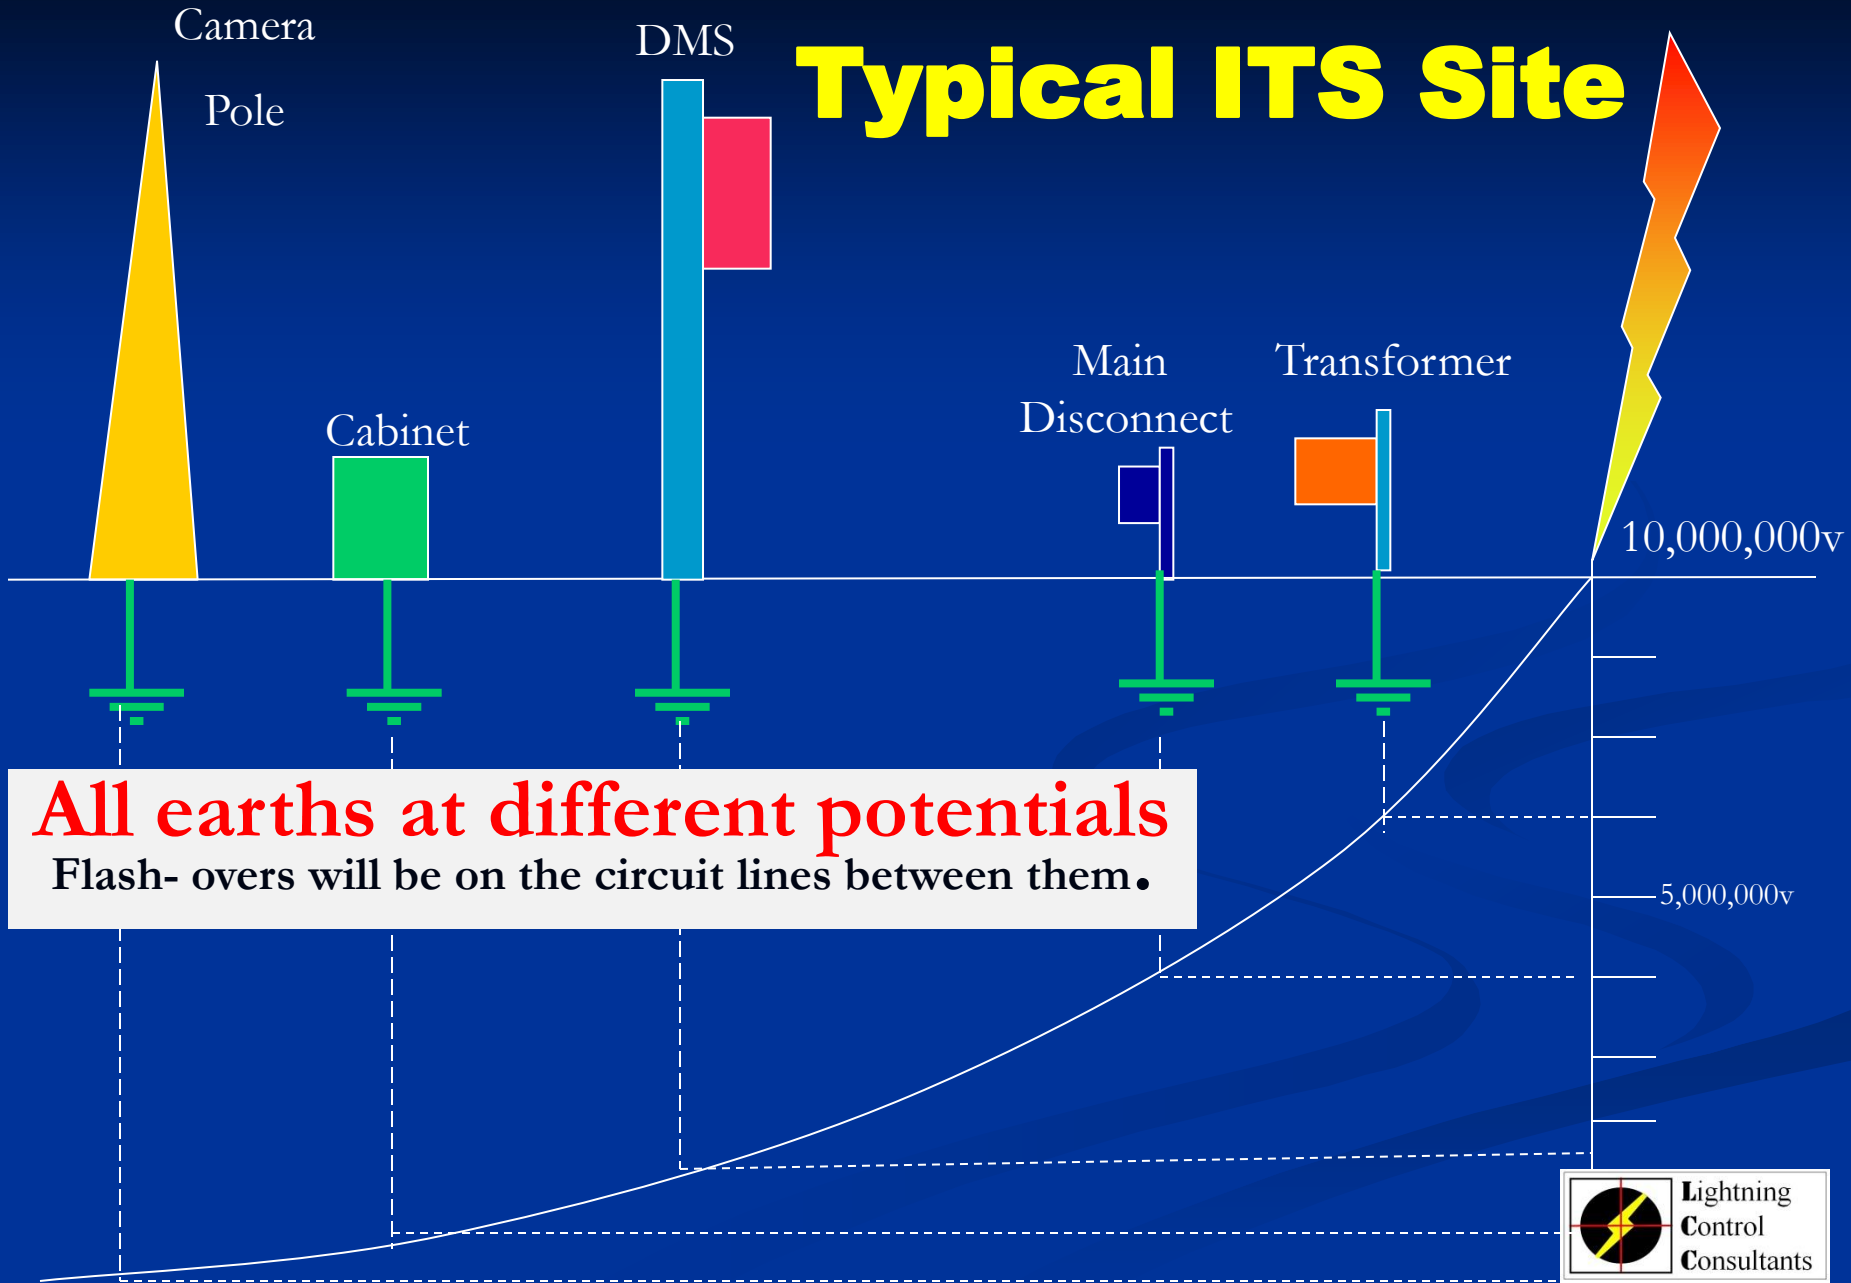 Camera
Pole
DMS
Typical ITS Site
Main
Disconnect
Transformer
Cabinet
10,000,000v
All earths at different potentials
Flash- overs will be on the circuit lines between them.
5,000,000v
Lightning
Control
Consultants